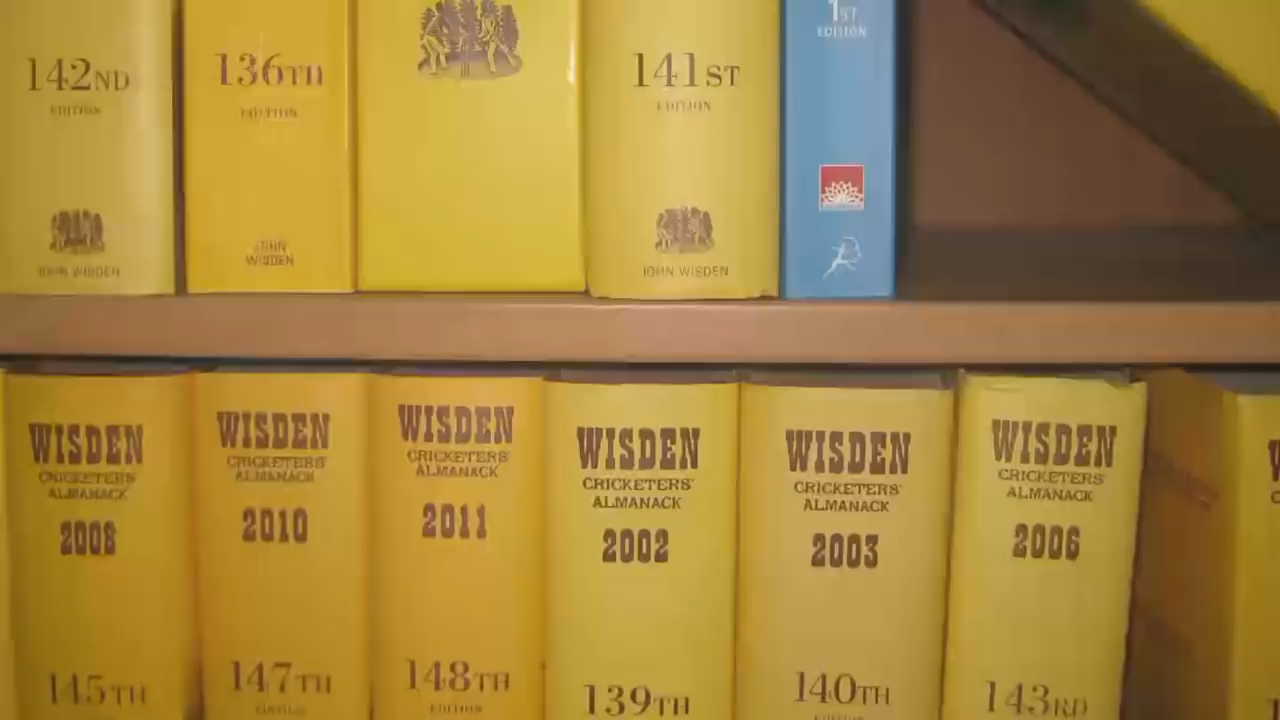 142ND
EDITION
JOHN WISDEN
136TH
EDITION
JOHN
WISDEN
141ST
EDITION
JOHN WISDEN
1ST
EDITION
WISDEN
CRICKETERS'
ALMANACK
2008
145TH
WISDEN
CRICKETERS'
ALMANACK
2010
147TH
EDITION
WISDEN
CRICKETERS'
ALMANACK
2011
148TH
EDITION
WISDEN
CRICKETERS'
ALMANACK
2002
139TH
WISDEN
CRICKETERS'
ALMANACK
2003
140TH
EDITION
WISDEN
CRICKETERS'
ALMANACK
2006
143RD